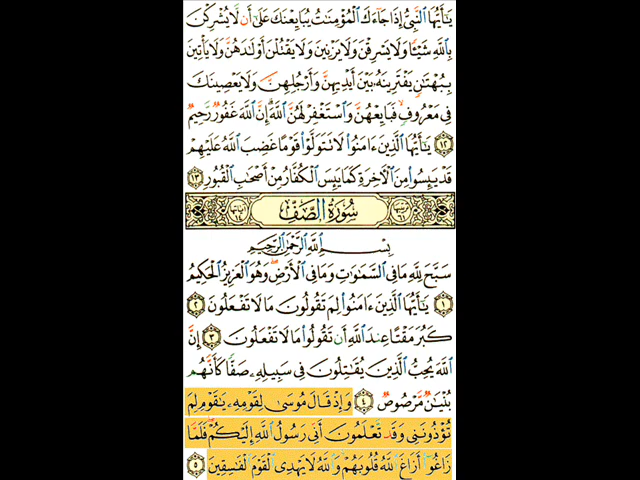 يَـٰٓأَيُّهَا ٱلنَّبِىُّ إِذَا جَآءَكَ ٱلْمُؤْمِنَـٰتُ يُبَايِعْنَكَ عَلَىٰٓ أَن لَّا يُشْرِكْنَ
بِٱللَّهِ شَيْـًٔا وَلَا يَسْرِقْنَ وَلَا يَزْنِينَ وَلَا يَقْتُلْنَ أَوْلَـٰدَهُنَّ وَلَا يَأْتِينَ
بِبُهْتَـٰنٍ يَفْتَرِينَهُۥ بَيْنَ أَيْدِيهِنَّ وَأَرْجُلِهِنَّ وَلَا يَعْصِينَكَ
فِى مَعْرُوفٍ فَبَايِعْهُنَّ وَٱسْتَغْفِرْ لَهُنَّ ٱللَّهَ إِنَّ ٱللَّهَ غَفُورٌ رَّحِيمٌ
١٢ يَـٰٓأَيُّهَا ٱلَّذِينَ ءَامَنُوا۟ لَا تَتَوَلَّوْا۟ قَوْمًا غَضِبَ ٱللَّهُ عَلَيْهِمْ
قَدْ يَئِسُوا۟ مِنَ ٱلْـَٔاخِرَةِ كَمَا يَئِسَ ٱلْكُفَّارُ مِنْ أَصْحَـٰبِ ٱلْقُبُورِ ١٣
سُورَةُ ٱلصَّفِّ
بِسْمِ ٱللَّهِ ٱلرَّحْمَـٰنِ ٱلرَّحِيمِ
سَبَّحَ لِلَّهِ مَا فِى ٱلسَّمَـٰوَٰتِ وَمَا فِى ٱلْأَرْضِ ۖ وَهُوَ ٱلْعَزِيزُ ٱلْحَكِيمُ
١ يَـٰٓأَيُّهَا ٱلَّذِينَ ءَامَنُوا۟ لِمَ تَقُولُونَ مَا لَا تَفْعَلُونَ ٢
كَبُرَ مَقْتًا عِندَ ٱللَّهِ أَن تَقُولُوا۟ مَا لَا تَفْعَلُونَ ٣ إِنَّ
ٱللَّهَ يُحِبُّ ٱلَّذِينَ يُقَـٰتِلُونَ فِى سَبِيلِهِۦ صَفًّا كَأَنَّهُم
بُنْيَـٰنٌ مَّرْصُوصٌ ٤ وَإِذْ قَالَ مُوسَىٰ لِقَوْمِهِۦ يَـٰقَوْمِ لِمَ
تُؤْذُونَنِى وَقَد تَّعْلَمُونَ أَنِّى رَسُولُ ٱللَّهِ إِلَيْكُمْ ۖ فَلَمَّا
زَاغُوٓا۟ أَزَاغَ ٱللَّهُ قُلُوبَهُمْ ۚ وَٱللَّهُ لَا يَهْدِى ٱلْقَوْمَ ٱلْفَـٰسِقِينَ ٥